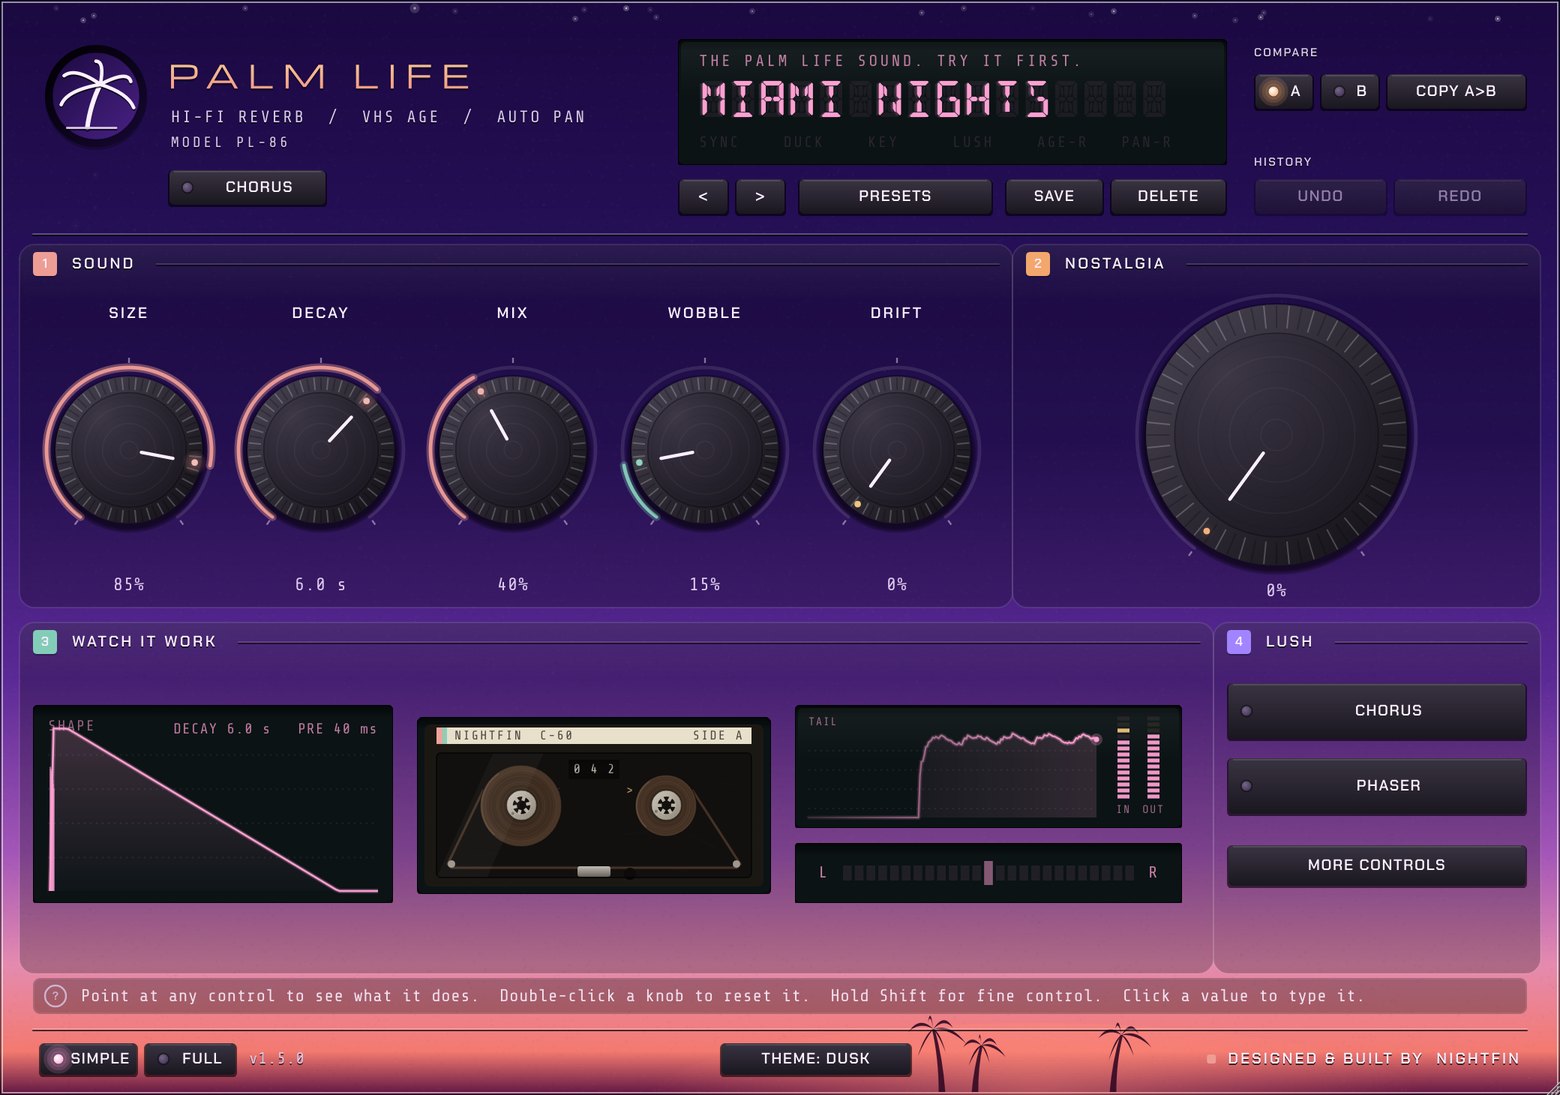 PALM LIFE
HI-FI REVERB / VHS AGE / AUTO PAN
MODEL PL-86
CHORUS
THE PALM LIFE SOUND. TRY IT FIRST.
MIAMI NIGHTS
SYNC DUCK KEY LUSH AGE-R PAN-R
< > PRESETS SAVE DELETE
COMPARE
A B COPY A>B
HISTORY
UNDO REDO
1 SOUND
SIZE DECAY MIX WOBBLE DRIFT
85% 6.0 s 40% 15% 0%
2 NOSTALGIA
0%
3 WATCH IT WORK
SHAPE DECAY 6.0 s PRE 40 ms
NIGHTFIN C-60 SIDE A
0 4 2
>
TAIL
IN OUT
L R
4 LUSH
CHORUS
PHASER
MORE CONTROLS
? Point at any control to see what it does. Double-click a knob to reset it. Hold Shift for fine control. Click a value to type it.
SIMPLE FULL v1.5.0 THEME: DUSK DESIGNED & BUILT BY NIGHTFIN